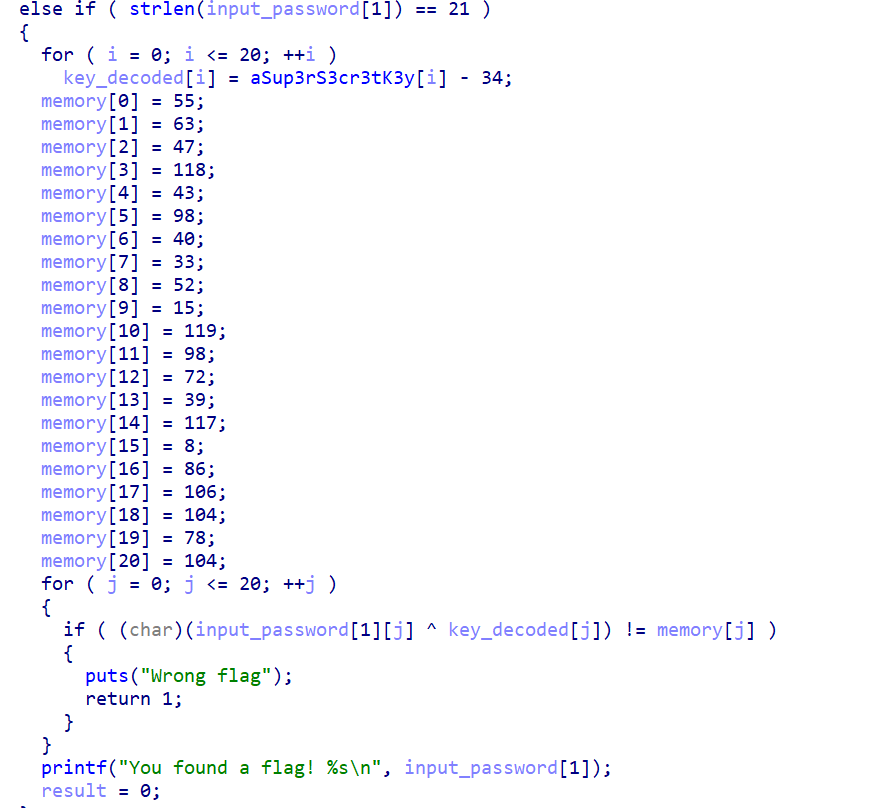 else if ( strlen(input_password[1]) == 21 )
{
for ( i = 0; i <= 20; ++i )
key_decoded[i] = aSup3rS3cr3tK3y[i] - 34;
memory[0] = 55;
memory[1] = 63;
memory[2] = 47;
memory[3] = 118;
memory[4] = 43;
memory[5] = 98;
memory[6] = 40;
memory[7] = 33;
memory[8] = 52;
memory[9] = 15;
memory[10] = 119;
memory[11] = 98;
memory[12] = 72;
memory[13] = 39;
memory[14] = 117;
memory[15] = 8;
memory[16] = 86;
memory[17] = 106;
memory[18] = 104;
memory[19] = 78;
memory[20] = 104;
for ( j = 0; j <= 20; ++j )
{
if ( (char)(input_password[1][j] ^ key_decoded[j]) != memory[j] )
{
puts("Wrong flag");
return 1;
}
}
printf("You found a flag! %s\n", input_password[1]);
result = 0;